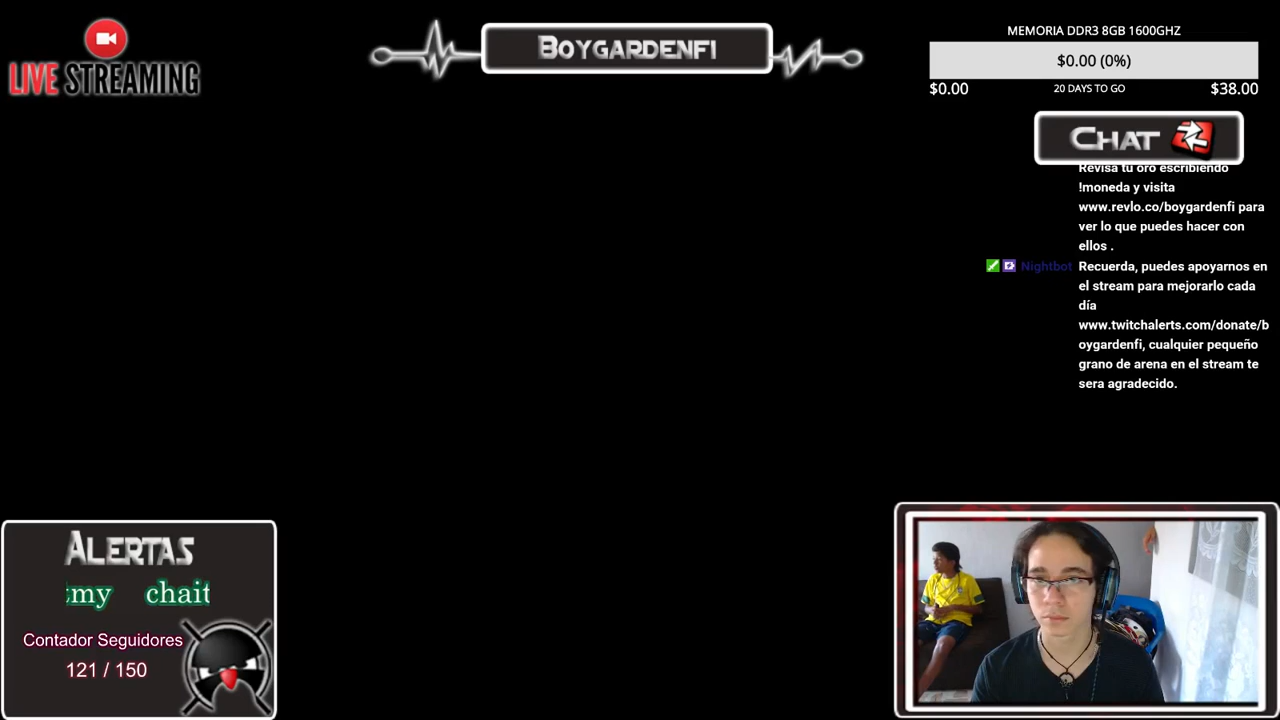 LIVE STREAMING
BOYGARDENFI
MEMORIA DDR3 8GB 1600GHZ
$0.00 (0%)
$0.00 20 DAYS TO GO $38.00
CHAT
Revisa tu oro escribiendo
!moneda y visita
www.revlo.co/boygardenfi para
ver lo que puedes hacer con
ellos .
Nightbot Recuerda, puedes apoyarnos en
el stream para mejorarlo cada
día
www.twitchalerts.com/donate/b
oygardenfi, cualquier pequeño
grano de arena en el stream te
sera agradecido.
ALERTAS
my chait
Contador Seguidores
121 / 150